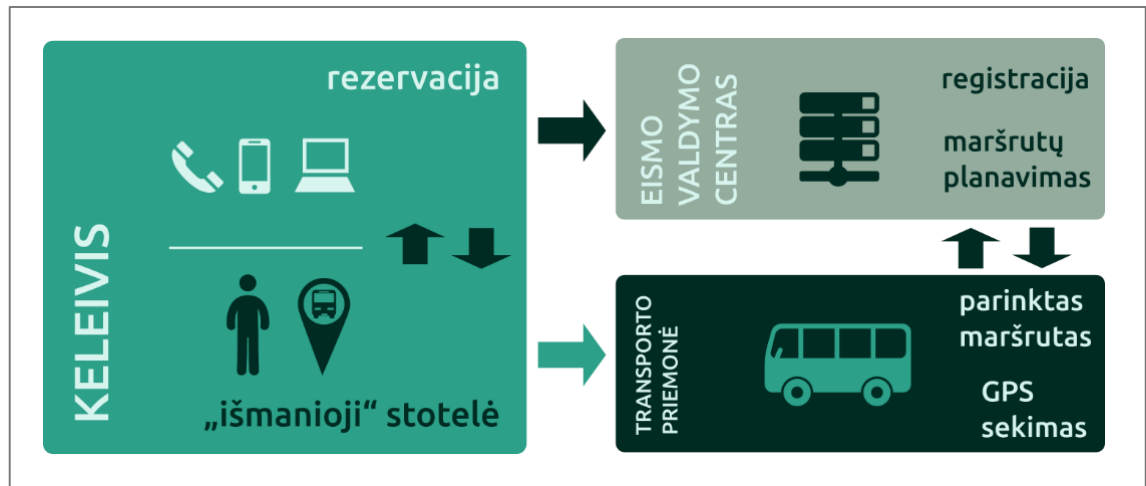 KELEIVIS
rezervacija
„išmanioji“ stotelė
EISMO
VALDYMO
CENTRAS
registracija
maršrutų
planavimas
TRANSPORTO
PRIEMONĖ
parinktas
maršrutas
GPS
sekimas